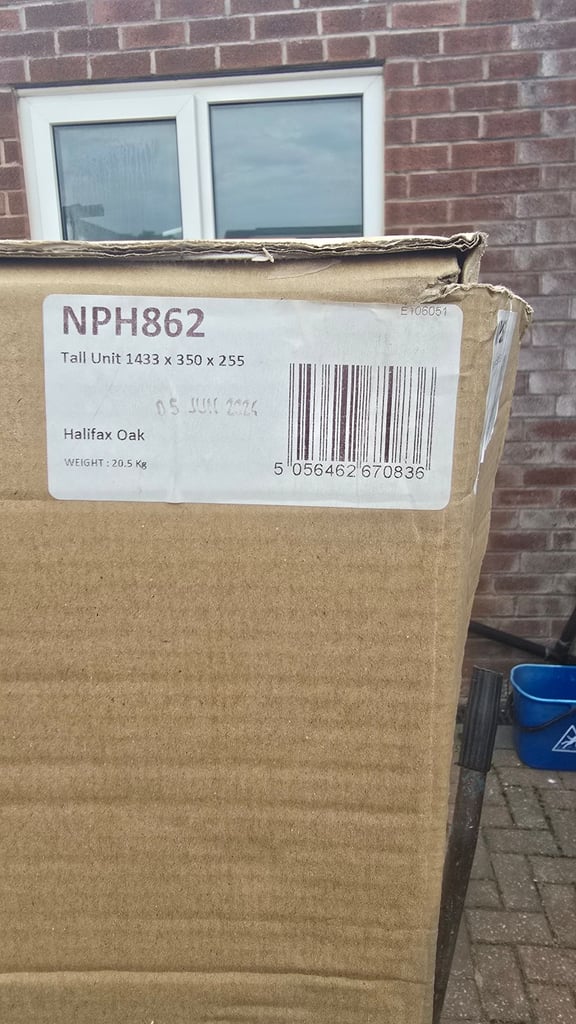 NPH862
E106051
Tall Unit 1433 x 350 x 255
05 JUN 2024
Halifax Oak
WEIGHT : 20.5 Kg
5 056462 670836